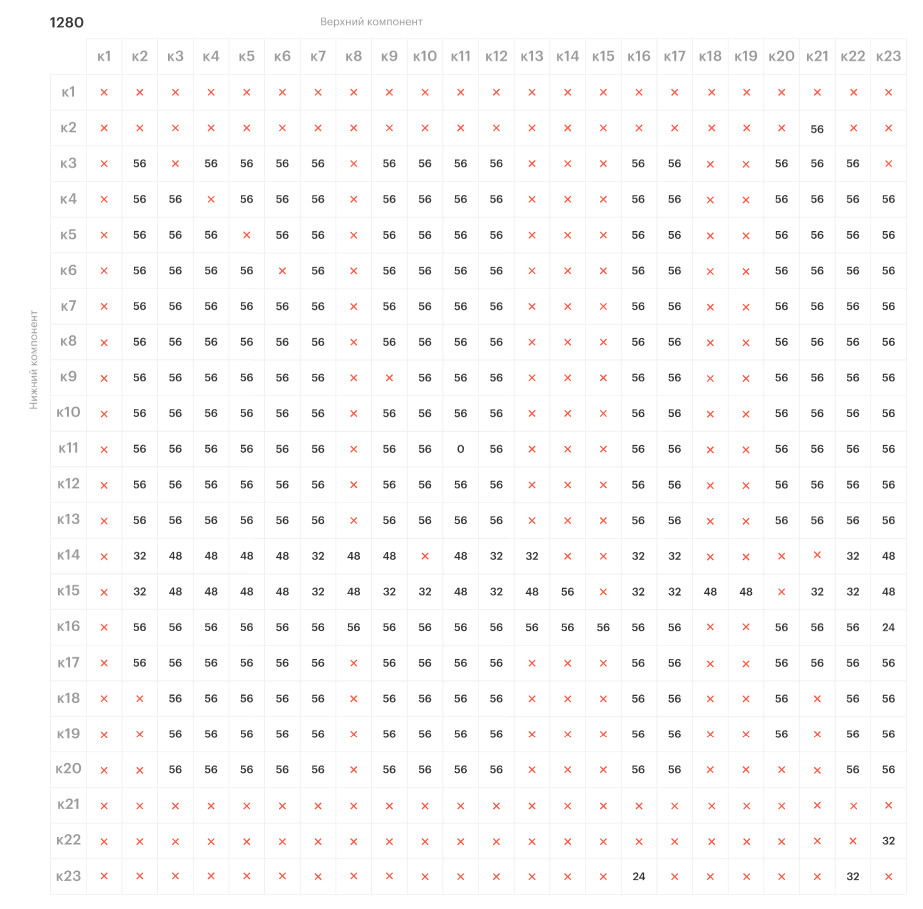 1280 Верхний компонент
к1 к2 к3 к4 к5 к6 к7 к8 к9 к10 к11 к12 к13 к14 к15 к16 к17 к18 к19 к20 к21 к22 к23
к1 × × × × × × × × × × × × × × × × × × × × × × ×
к2 × × × × × × × × × × × × × × × × × × × × 56 × ×
к3 × 56 × 56 56 56 56 × 56 56 56 56 × × × 56 56 × × 56 56 56 ×
к4 × 56 56 × 56 56 56 × 56 56 56 56 × × × 56 56 × × 56 56 56 56
к5 × 56 56 56 × 56 56 × 56 56 56 56 × × × 56 56 × × 56 56 56 56
к6 × 56 56 56 56 × 56 × 56 56 56 56 × × × 56 56 × × 56 56 56 56
к7 × 56 56 56 56 56 56 × 56 56 56 56 × × × 56 56 × × 56 56 56 56
к8 × 56 56 56 56 56 56 × 56 56 56 56 × × × 56 56 × × 56 56 56 56
к9 × 56 56 56 56 56 56 × × 56 56 56 × × × 56 56 × × 56 56 56 56
к10 × 56 56 56 56 56 56 × 56 56 56 56 × × × 56 56 × × 56 56 56 56
к11 × 56 56 56 56 56 56 × 56 56 0 56 × × × 56 56 × × 56 56 56 56
к12 × 56 56 56 56 56 56 × 56 56 56 56 × × × 56 56 × × 56 56 56 56
к13 × 56 56 56 56 56 56 × 56 56 56 56 × × × 56 56 × × 56 56 56 56
к14 × 32 48 48 48 48 32 48 48 × 48 32 32 × × 32 32 × × × × 32 48
к15 × 32 48 48 48 48 32 48 32 32 48 32 48 56 × 32 32 48 48 × 32 32 48
к16 × 56 56 56 56 56 56 56 56 56 56 56 56 56 56 56 56 × × 56 56 56 24
к17 × 56 56 56 56 56 56 × 56 56 56 56 × × × 56 56 × × 56 56 56 56
к18 × × 56 56 56 56 56 × 56 56 56 56 × × × 56 56 × × 56 × 56 56
к19 × × 56 56 56 56 56 × 56 56 56 56 × × × 56 56 × × 56 × 56 56
к20 × × 56 56 56 56 56 × 56 56 56 56 × × × 56 56 × × × × 56 56
к21 × × × × × × × × × × × × × × × × × × × × × × ×
к22 × × × × × × × × × × × × × × × × × × × × × × 32
к23 × × × × × × × × × × × × × × × 24 × × × × × 32 ×
Нижний компонент